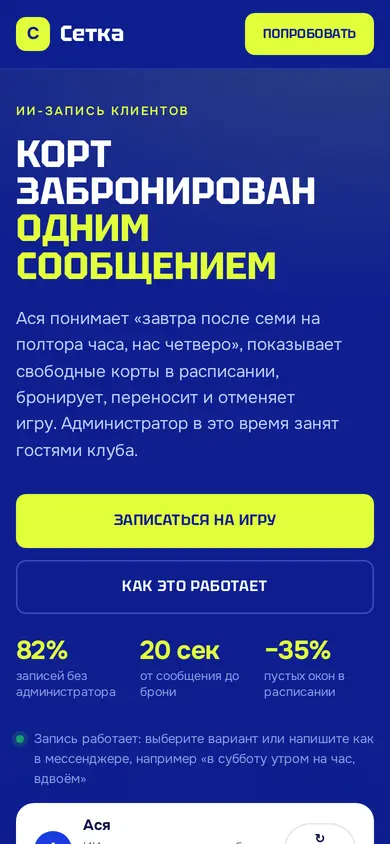 С Сетка ПОПРОБОВАТЬ
ИИ-ЗАПИСЬ КЛИЕНТОВ
КОРТ
ЗАБРОНИРОВАН
ОДНИМ
СООБЩЕНИЕМ
Ася понимает «завтра после семи на
полтора часа, нас четверо», показывает
свободные корты в расписании,
бронирует, переносит и отменяет
игру. Администратор в это время занят
гостями клуба.
ЗАПИСАТЬСЯ НА ИГРУ
КАК ЭТО РАБОТАЕТ
82% 20 сек −35%
записей без от сообщения до пустых окон в
администратора брони расписании
Запись работает: выберите вариант или напишите как
в мессенджере, например «в субботу утром на час,
вдвоём»
Ася